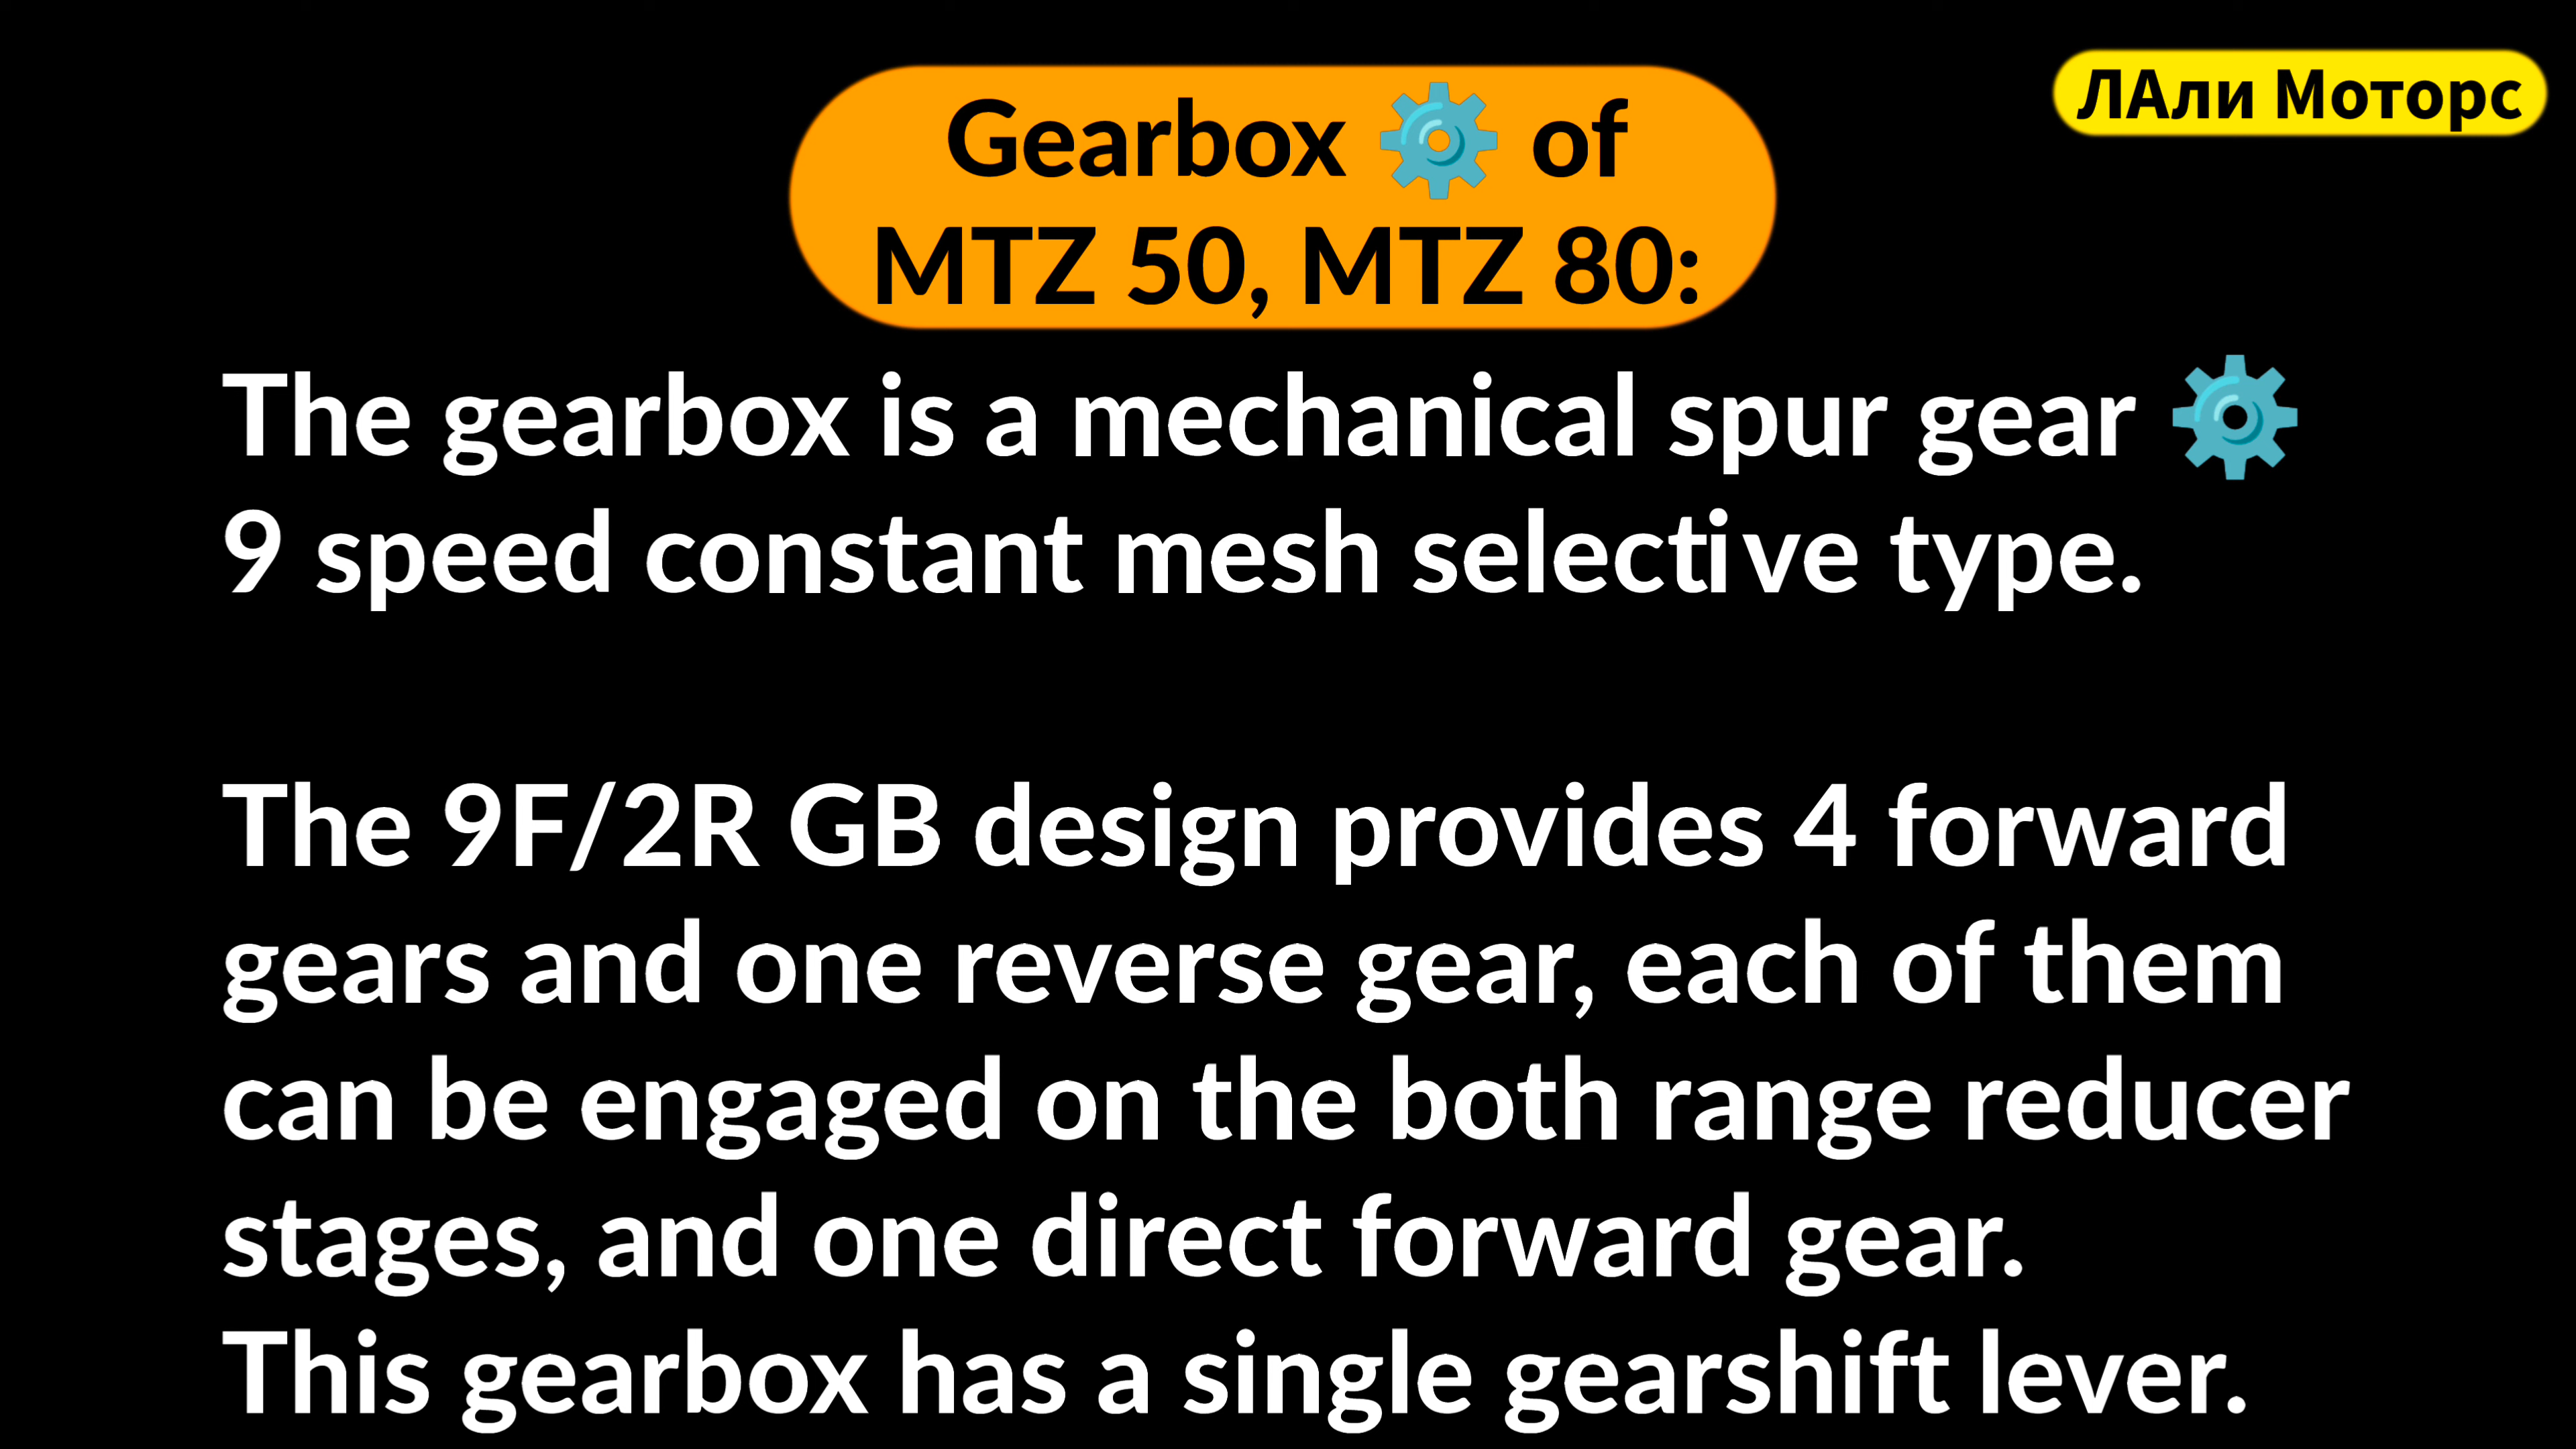 ЛАли Моторс
Gearbox ⚙️ of
MTZ 50, MTZ 80:
The gearbox is a mechanical spur gear ⚙️
9 speed constant mesh selective type.
The 9F/2R GB design provides 4 forward
gears and one reverse gear, each of them
can be engaged on the both range reducer
stages, and one direct forward gear.
This gearbox has a single gearshift lever.